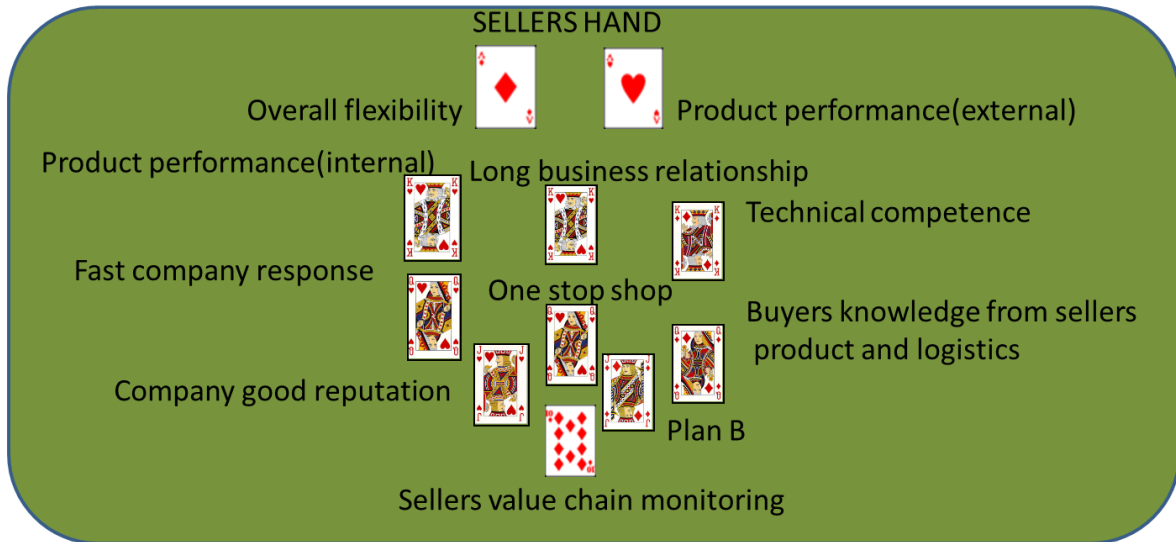 SELLERS HAND
Overall flexibility
Product performance(external)
Product performance(internal)
Long business relationship
Technical competence
Fast company response
One stop shop
Buyers knowledge from sellers
product and logistics
Company good reputation
Plan B
Sellers value chain monitoring